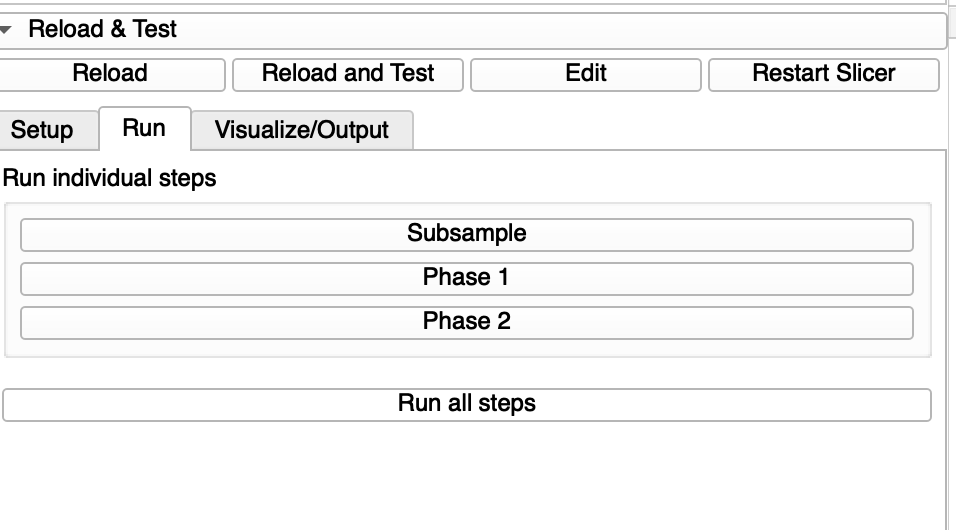 Reload & Test
Reload Reload and Test Edit Restart Slicer
Setup Run Visualize/Output
Run individual steps
Subsample
Phase 1
Phase 2
Run all steps